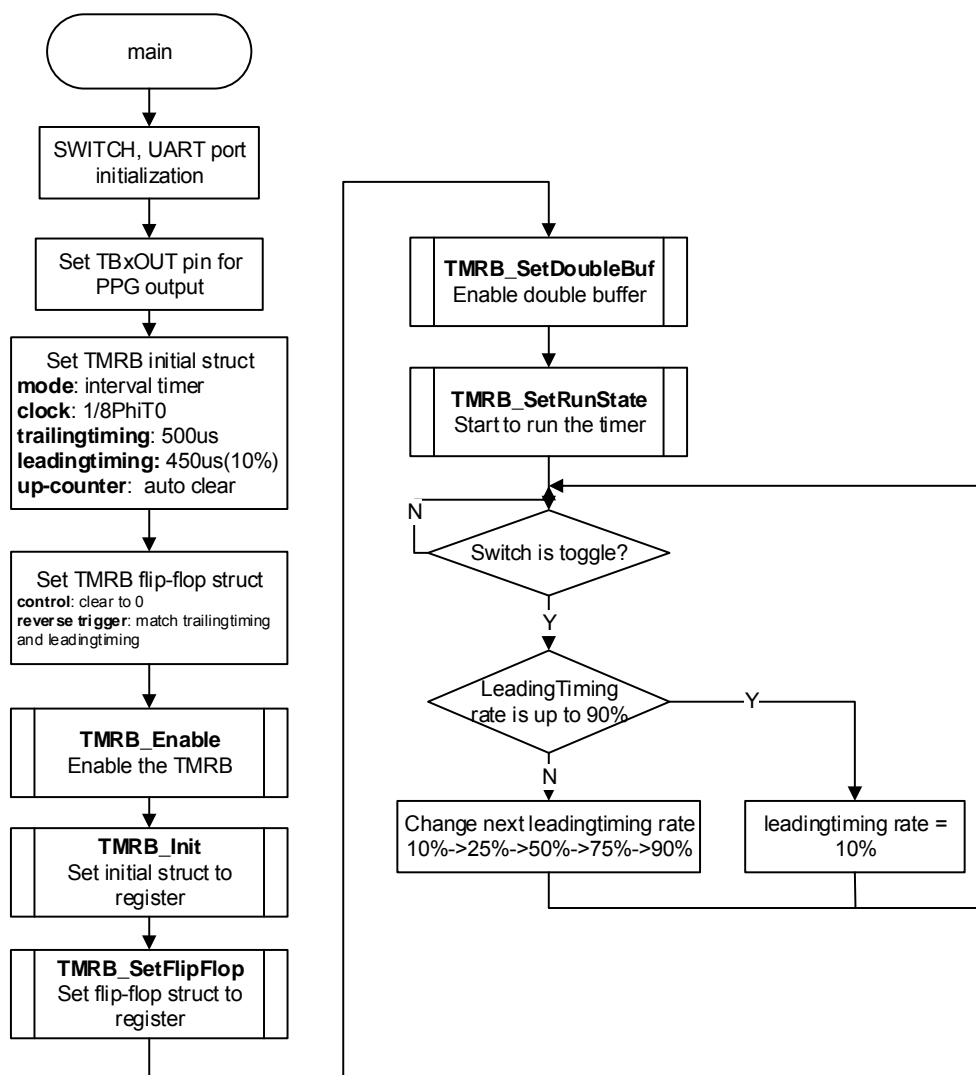 main
SWITCH, UART port
initialization
Set TBxOUT pin for
PPG output
Set TMRB initial struct
mode: interval timer
clock: 1/8PhiT0
trailingtiming: 500us
leadingtiming: 450us(10%)
up-counter:  auto clear
Set TMRB flip-flop struct
control: clear to 0
reverse trigger: match trailingtiming
and leadingtiming
TMRB_Enable
Enable the TMRB
TMRB_Init
Set initial struct to
register
TMRB_SetFlipFlop
Set flip-flop struct to
register
TMRB_SetDoubleBuf
Enable double buffer
TMRB_SetRunState
Start to run the timer
N
Switch is toggle?
Y
LeadingTiming
rate is up to 90%
Y
N
Change next leadingtiming rate
10%->25%->50%->75%->90%
leadingtiming rate =
10%